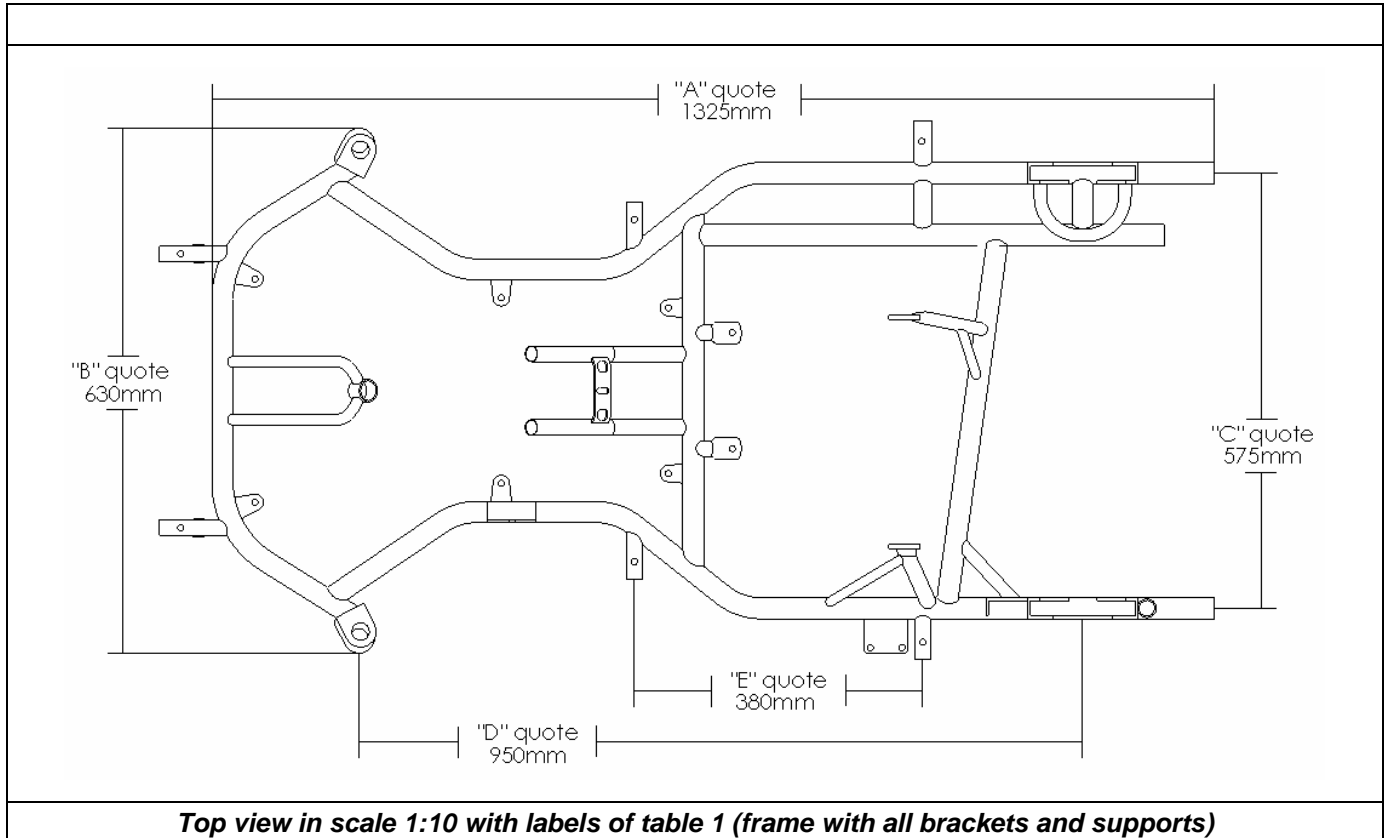 "A" quote
1325mm
"B" quote
630mm
"C" quote
575mm
"E" quote
380mm
"D" quote
950mm
Top view in scale 1:10 with labels of table 1 (frame with all brackets and supports)